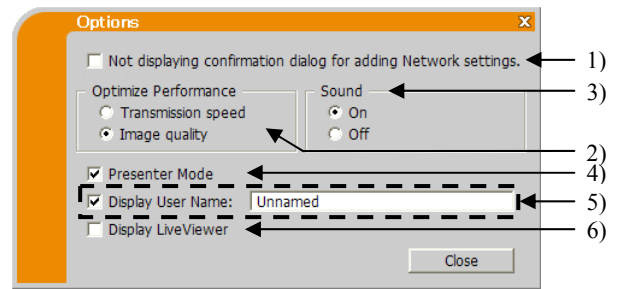 Options x
Not displaying confirmation dialog for adding Network settings. 1)
Optimize Performance Sound 3)
Transmission speed On
Image quality Off
2)
Presenter Mode 4)
Display User Name: Unnamed 5)
Display LiveViewer 6)
Close